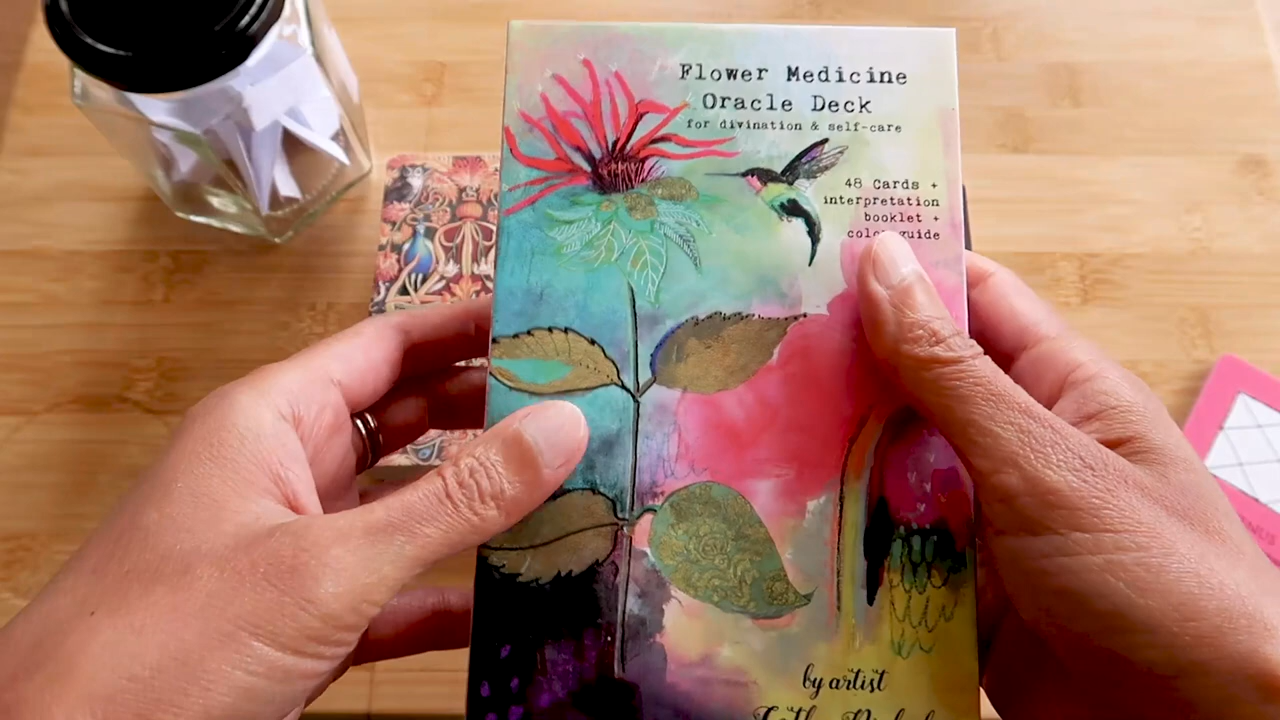 Flower Medicine
Oracle Deck
for divination & self-care
48 Cards +
interpretation
booklet +
guide
by artist